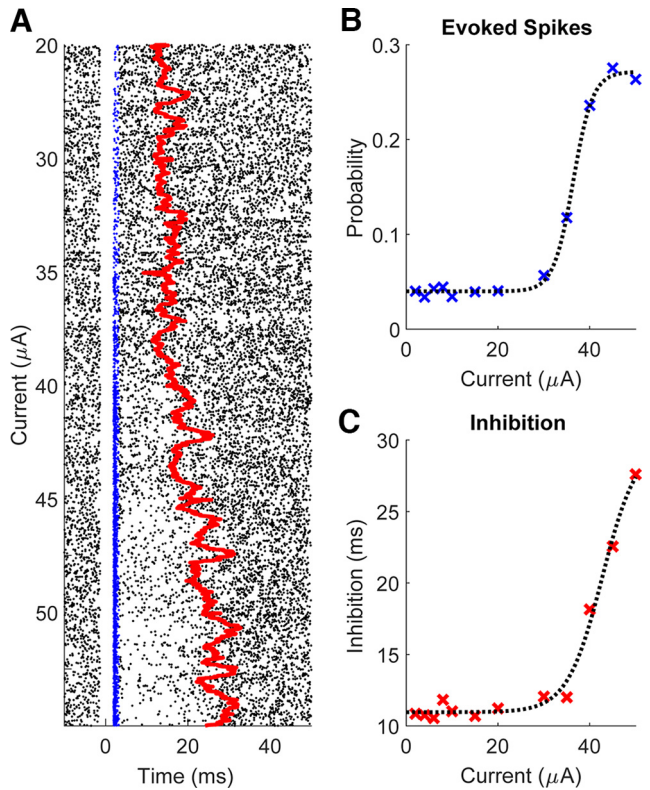 A
20
30
35
40
45
50
Current (μA)
0
20
40
Time (ms)
B
Evoked Spikes
0.3
0.2
0.1
0
Probability
0
20
40
Current (μA)
C
Inhibition
30
25
20
15
10
Inhibition (ms)
0
20
40
Current (μA)